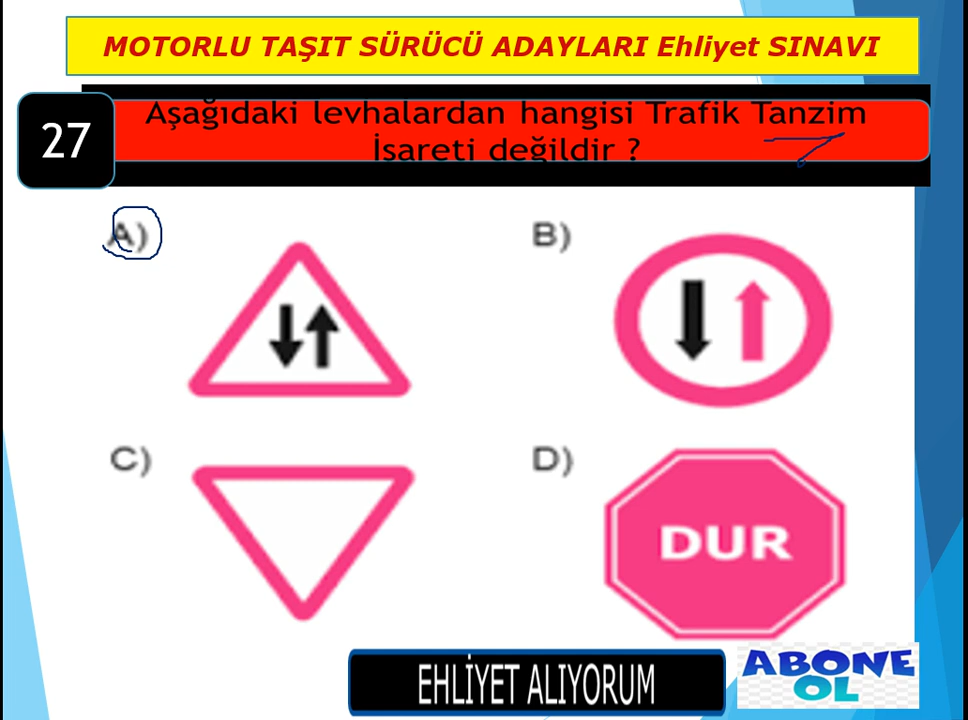 MOTORLU TAŞIT SÜRÜCÜ ADAYLARI Ehliyet SINAVI
27
Aşağıdaki levhalardan hangisi Trafik Tanzim
İşareti değildir ?
A)
B)
C)
D)
DUR
EHLİYET ALIYORUM
ABONE
OL